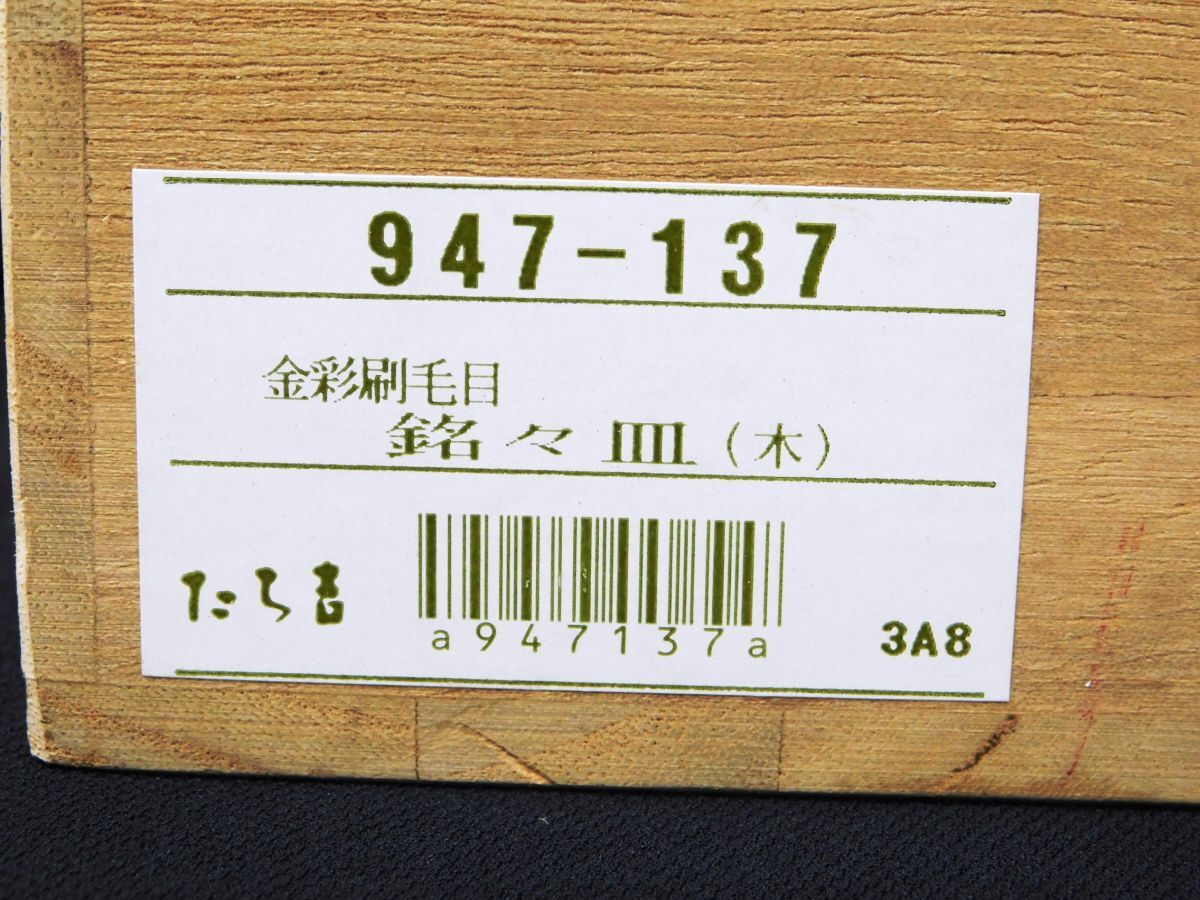 947-137
金彩刷毛目
銘々皿(木)
たち吉
a947137a
3A8